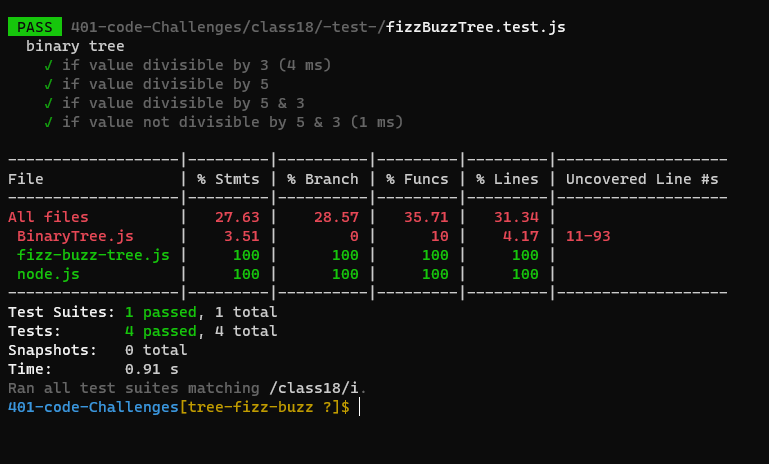 PASS 401-code-Challenges/class18/-test-/fizzBuzzTree.test.js
  binary tree
    √ if value divisible by 3 (4 ms)
    √ if value divisible by 5
    √ if value divisible by 5 & 3
    √ if value not divisible by 5 & 3 (1 ms)
-------------------|---------|----------|---------|---------|-------------------
File               | % Stmts | % Branch | % Funcs | % Lines | Uncovered Line #s
-------------------|---------|----------|---------|---------|-------------------
All files          |   27.63 |    28.57 |   35.71 |   31.34 |
 BinaryTree.js     |    3.51 |        0 |      10 |    4.17 | 11-93
 fizz-buzz-tree.js |     100 |      100 |     100 |     100 |
 node.js           |     100 |      100 |     100 |     100 |
-------------------|---------|----------|---------|---------|-------------------
Test Suites: 1 passed, 1 total
Tests:       4 passed, 4 total
Snapshots:   0 total
Time:        0.91 s
Ran all test suites matching /class18/i.
401-code-Challenges[tree-fizz-buzz ?]$